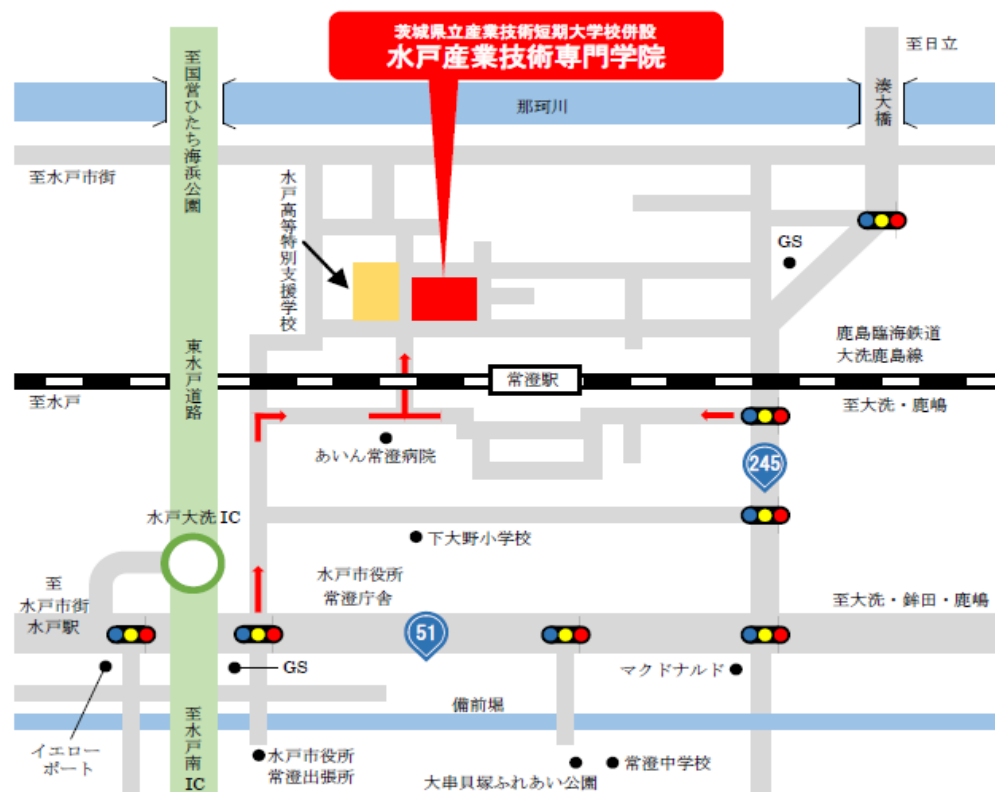 茨城県立産業技術短期大学校併設
水戸産業技術専門学院
至日立
至国営ひたち海浜公園
那珂川
湊大橋
至水戸市街
水戸高等特別支援学校
GS
鹿島臨海鉄道
大洗鹿島線
東水戸道路
常澄駅
至水戸
至大洗・鹿嶋
あいん常澄病院
245
水戸大洗IC
下大野小学校
水戸市役所
常澄庁舎
至
水戸市街
水戸駅
至大洗・鉾田・鹿嶋
51
GS
マクドナルド
備前堀
至水戸南IC
イエロー
ポート
水戸市役所
常澄出張所
大串貝塚ふれあい公園
常澄中学校